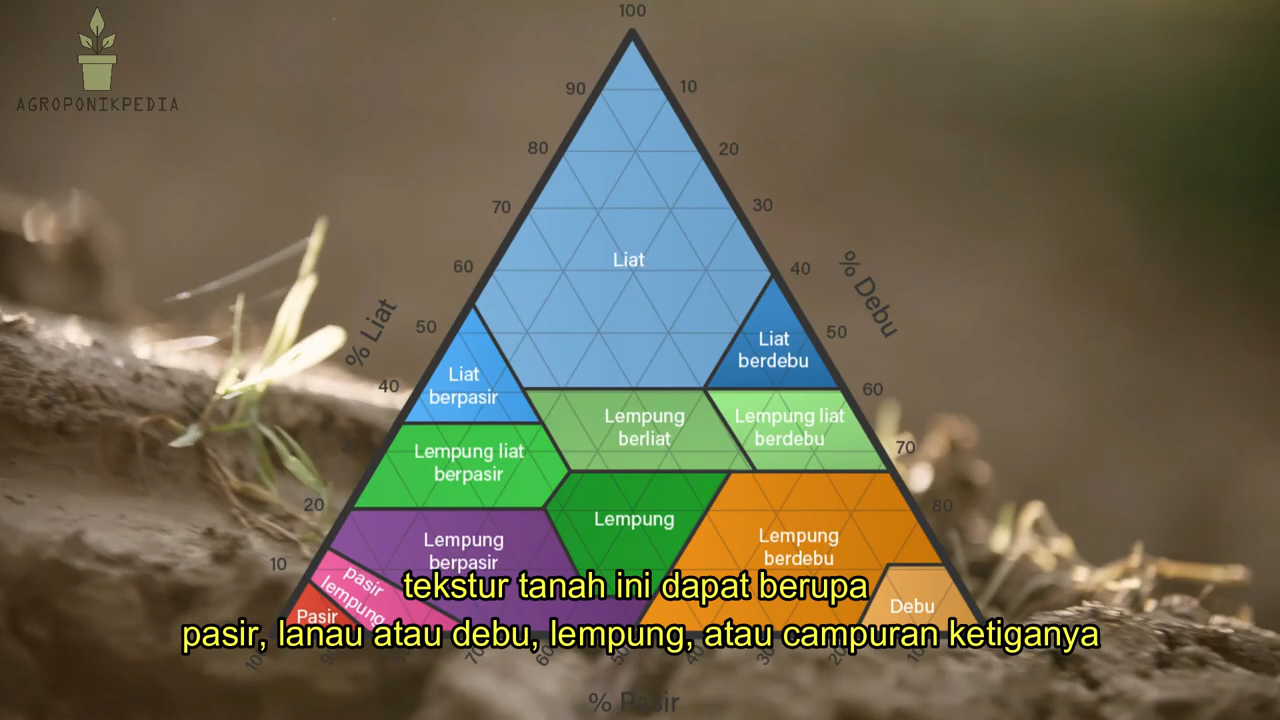 100
AGROPONIKPEDIA
90
10
80
20
70
30
Liat
60
40
% Liat
% Debu
50
50
Liat
berdebu
Liat
berpasir
40
60
Lempung
berliat
Lempung liat
berdebu
Lempung liat
berpasir
70
20
80
Lempung
Lempung
berpasir
Lempung
berdebu
10
pasir
lempung
tekstur tanah ini dapat berupa
Pasir
Debu
pasir, lanau atau debu, lempung, atau campuran ketiganya
% Pasir